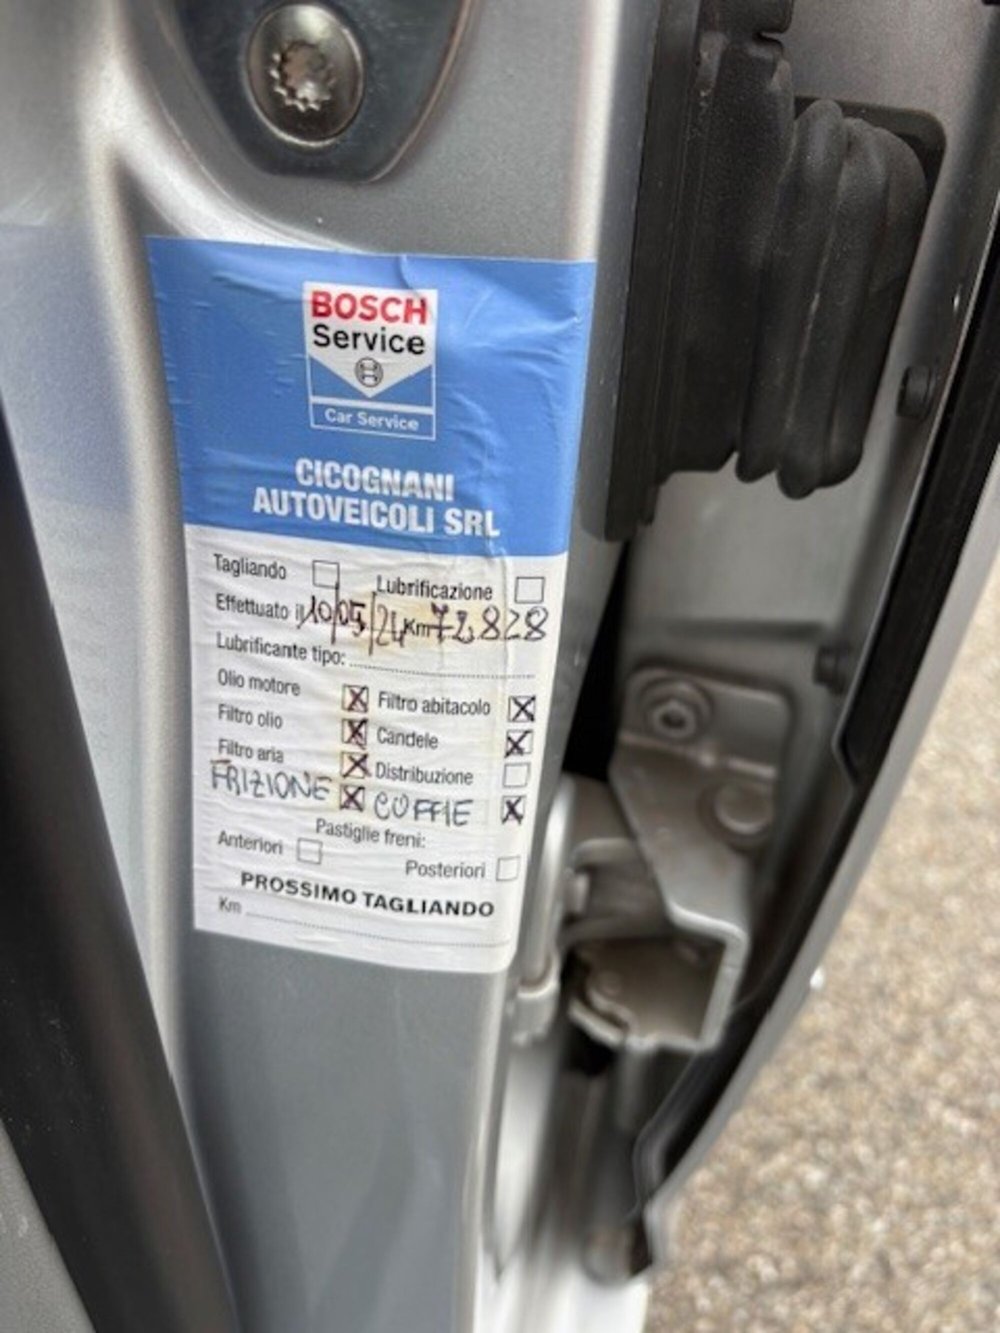 BOSCH
Service
Car Service
CICOGNANI
AUTOVEICOLI SRL
Tagliando Lubrificazione
Effettuato il 10/05/24 Km 72828
Lubrificante tipo:
Olio motore X Filtro abitacolo X
Filtro olio X Candele X
Filtro aria X Distribuzione
FRIZIONE X CUFFIE X
Pastiglie freni:
Anteriori Posteriori
PROSSIMO TAGLIANDO
Km